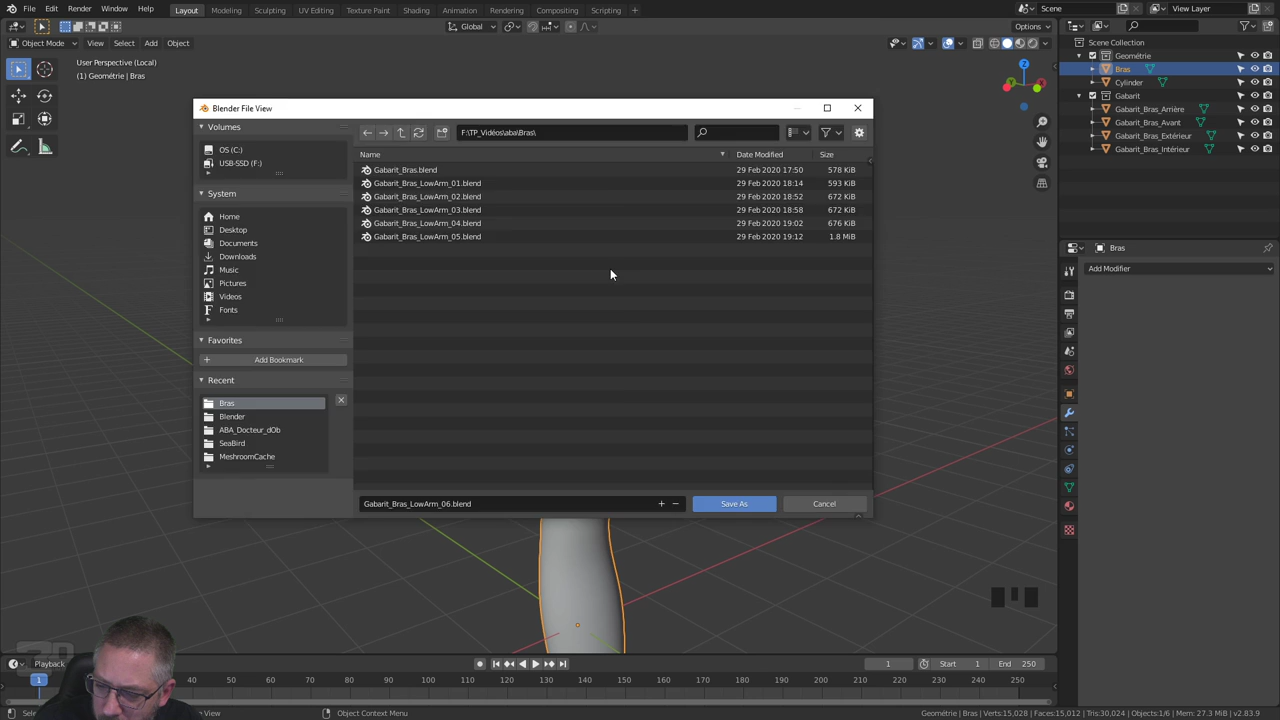 File Edit Render Window Help Layout Modeling Sculpting UV Editing Texture Paint Shading Animation Rendering Compositing Scripting + Scene View Layer
Global Options
Object Mode View Select Add Object
User Perspective (Local)
(1) Geométrie | Bras
Scene Collection
Geométrie
Bras
Cylinder
Gabarit
Gabarit_Bras_Arrière
Gabarit_Bras_Avant
Gabarit_Bras_Extérieur
Gabarit_Bras_Intérieur
Bras
Add Modifier
Blender File View
Volumes
OS (C:)
USB-SSD (F:)
System
Home
Desktop
Documents
Downloads
Music
Pictures
Videos
Fonts
Favorites
Add Bookmark
Recent
Bras
Blender
ABA_Docteur_dOb
SeaBird
MeshroomCache
F:\TP_Vidéos\aba\Bras\
Name Date Modified Size
Gabarit_Bras.blend 29 Feb 2020 17:50 578 KiB
Gabarit_Bras_LowArm_01.blend 29 Feb 2020 18:14 593 KiB
Gabarit_Bras_LowArm_02.blend 29 Feb 2020 18:52 672 KiB
Gabarit_Bras_LowArm_03.blend 29 Feb 2020 18:58 672 KiB
Gabarit_Bras_LowArm_04.blend 29 Feb 2020 19:02 676 KiB
Gabarit_Bras_LowArm_05.blend 29 Feb 2020 19:12 1.8 MiB
Gabarit_Bras_LowArm_06.blend + − Save As Cancel
Playback 1 Start 1 End 250
1 40 50 60 70 80 90 100 110 120 130 140 150 160 170 180 190 200 210 220 230 240 250
Object Context Menu Geométrie | Bras | Verts:15,028 | Faces:15,012 | Tris:30,024 | Objects:1/6 | Mem: 27.3 MiB | v2.83.9